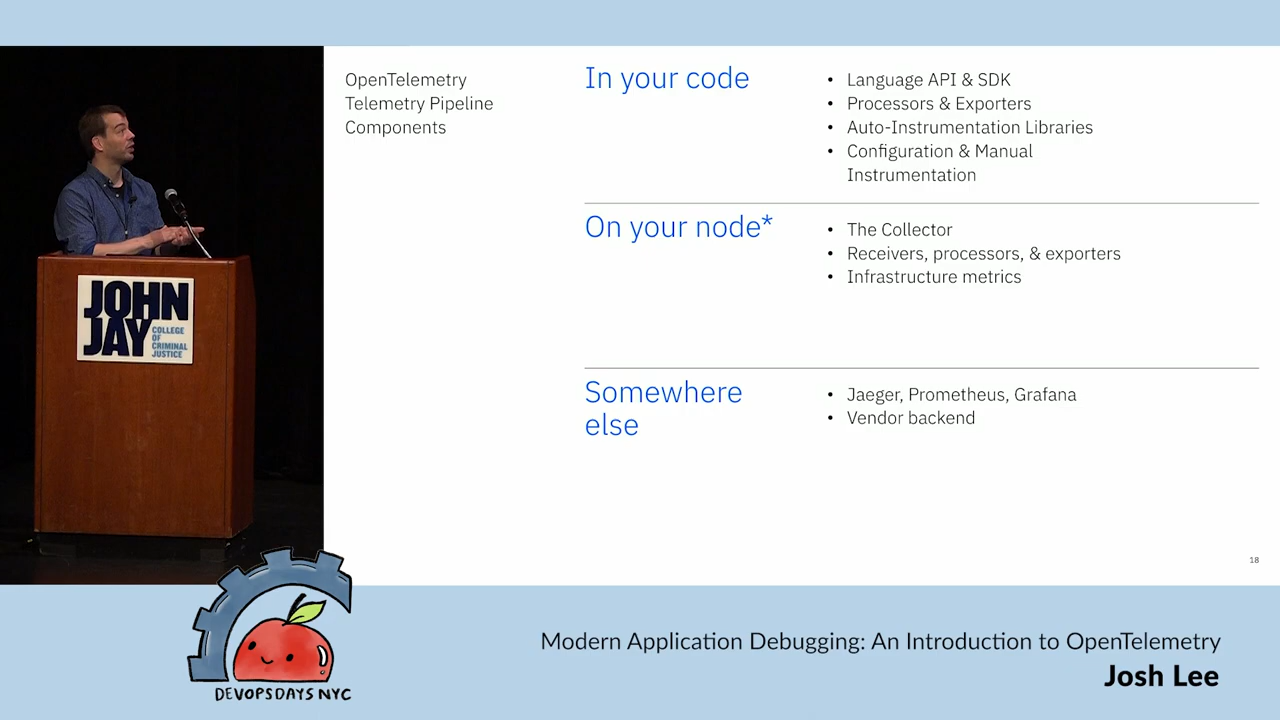 OpenTelemetry
Telemetry Pipeline
Components
In your code
• Language API & SDK
• Processors & Exporters
• Auto-Instrumentation Libraries
• Configuration & Manual
Instrumentation
On your node*
• The Collector
• Receivers, processors, & exporters
• Infrastructure metrics
Somewhere
else
• Jaeger, Prometheus, Grafana
• Vendor backend
18
JOHN
JAY
COLLEGE
OF
CRIMINAL
JUSTICE
DEVOPSDAYS NYC
Modern Application Debugging: An Introduction to OpenTelemetry
Josh Lee